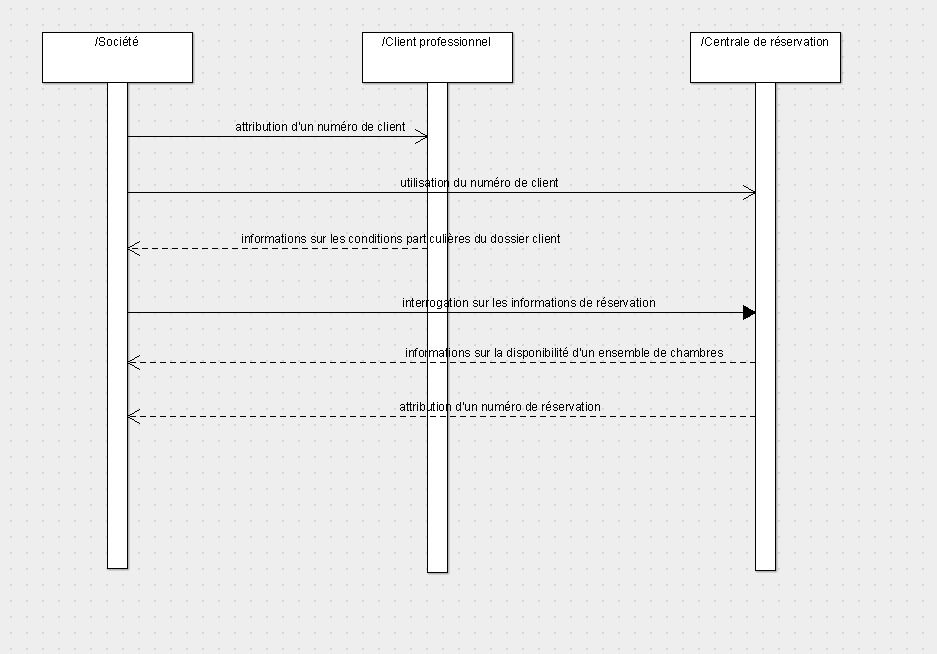 /Société
/Client professionnel
/Centrale de réservation
attribution d'un numéro de client
utilisation du numéro de client
informations sur les conditions particulières du dossier client
interrogation sur les informations de réservation
informations sur la disponibilité d'un ensemble de chambres
attribution d'un numéro de réservation